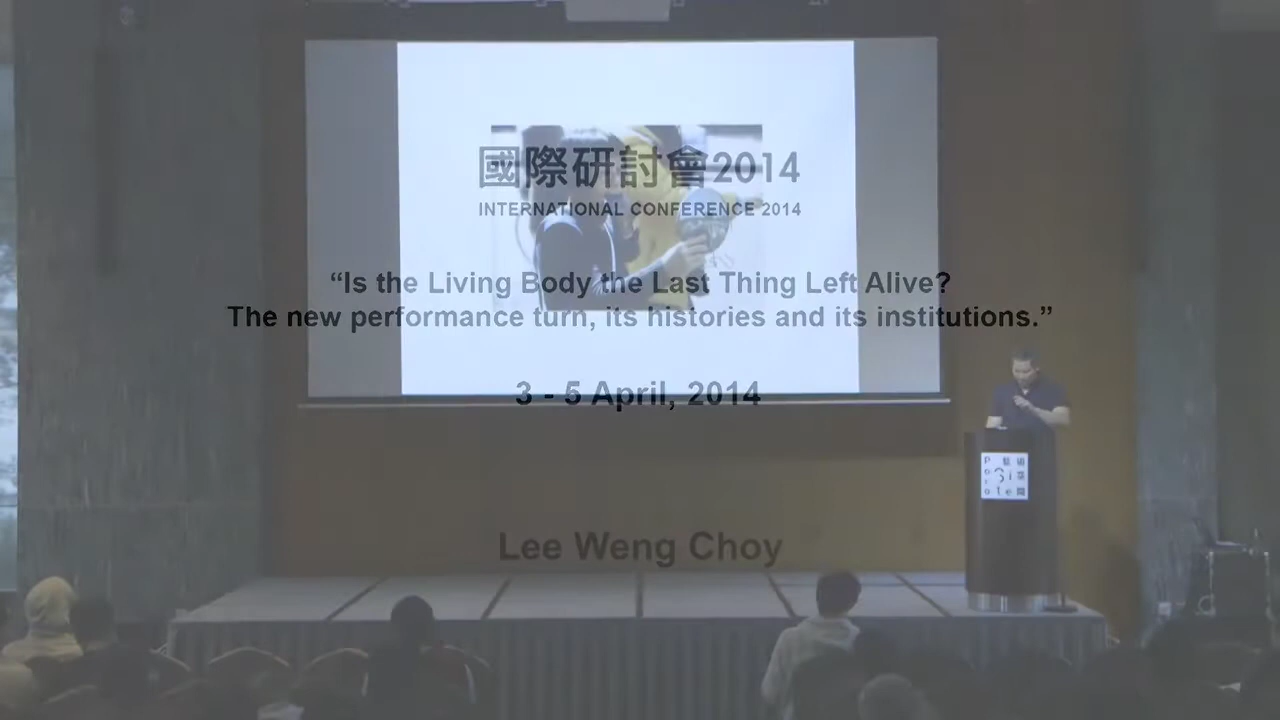 國際研討會2014
INTERNATIONAL CONFERENCE 2014
“Is the Living Body the Last Thing Left Alive?
The new performance turn, its histories and its institutions.”
3 - 5 April, 2014
Lee Weng Choy